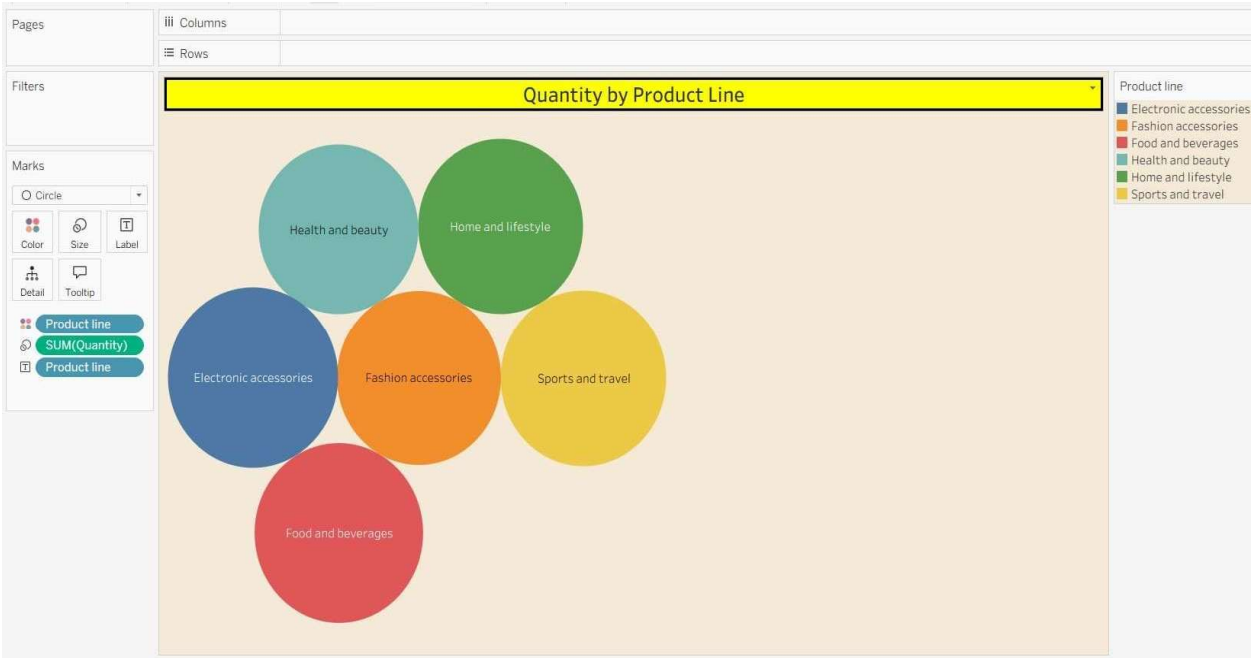 Pages
Columns
Rows
Filters
Quantity by Product Line
Product line
Electronic accessories
Fashion accessories
Food and beverages
Health and beauty
Home and lifestyle
Sports and travel
Marks
Circle
Color Size Label
Detail Tooltip
Product line
SUM(Quantity)
Product line
Health and beauty
Home and lifestyle
Electronic accessories
Fashion accessories
Sports and travel
Food and beverages